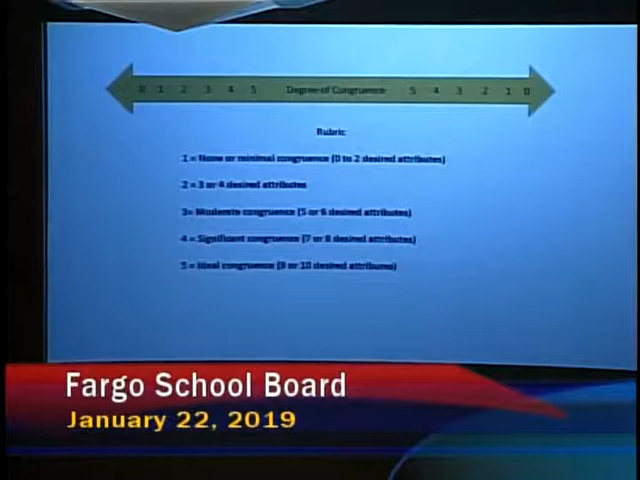 0 1 2 3 4 5 Degree of Congruence 5 4 3 2 1 0
Rubric
1 = None or minimal congruence (0 to 2 desired attributes)
2 = 3 or 4 desired attributes
3= Moderate congruence (5 or 6 desired attributes)
4 = Significant congruence (7 or 8 desired attributes)
5 = Ideal congruence (9 or 10 desired attributes)
Fargo School Board
January 22, 2019